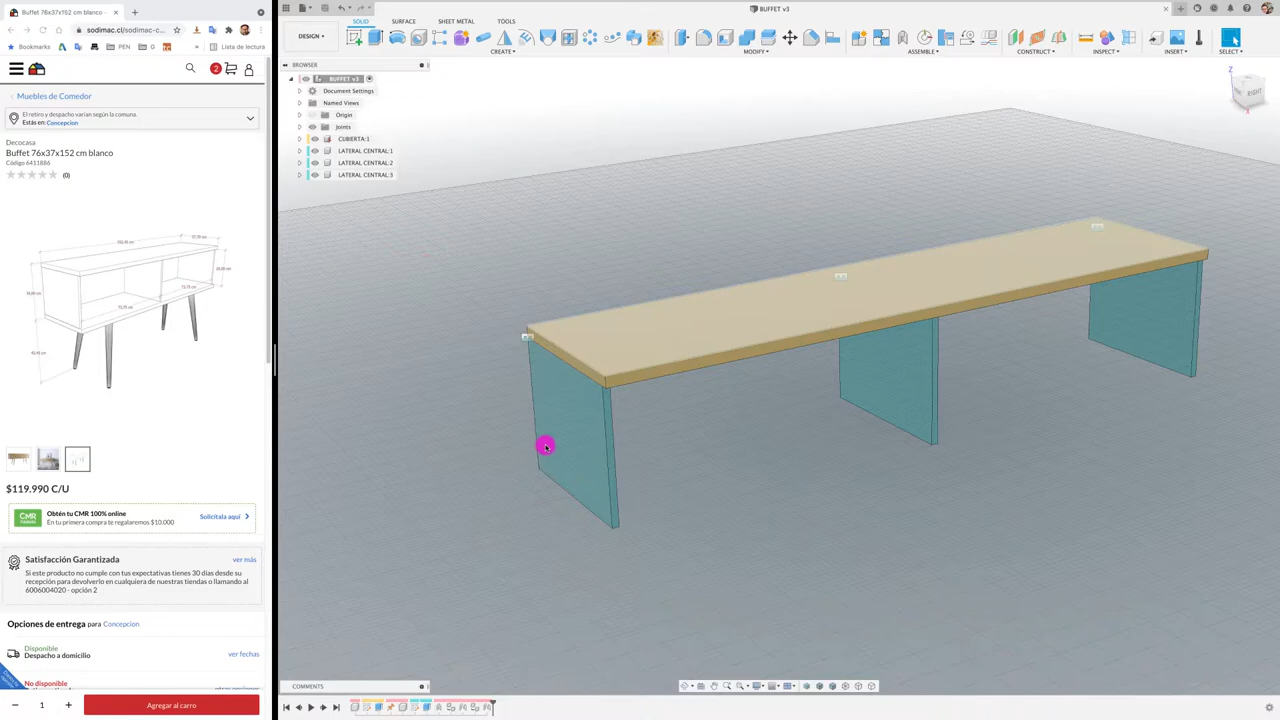 Buffet 76x37x152 cm blanco -
sodimac.cl/sodimac-c...
Bookmarks
PEN
G
Lista de lectura
2
Muebles de Comedor
El retiro y despacho varían según la comuna.
Estás en: Concepcion
Decocasa
Buffet 76x37x152 cm blanco
Código 6411886
(0)
$119.990 C/U
CMR
Obtén tu CMR 100% online
En tu primera compra te regalaremos $10.000
Solicítala aquí
Satisfacción Garantizada
ver más
Si este producto no cumple con tus expectativas tienes 30 días desde su
recepción para devolverlo en cualquiera de nuestras tiendas o llamando al
6006004020 - opción 2
Opciones de entrega para Concepcion
Disponible
Despacho a domicilio
ver fechas
No disponible
1
Agregar al carro
BUFFET v3
SOLID
SURFACE
SHEET METAL
TOOLS
DESIGN
CREATE
MODIFY
ASSEMBLE
CONSTRUCT
INSPECT
INSERT
SELECT
BROWSER
BUFFET v3
Document Settings
Named Views
Origin
Joints
CUBIERTA:1
LATERAL CENTRAL:1
LATERAL CENTRAL:2
LATERAL CENTRAL:3
Z
RIGHT
COMMENTS